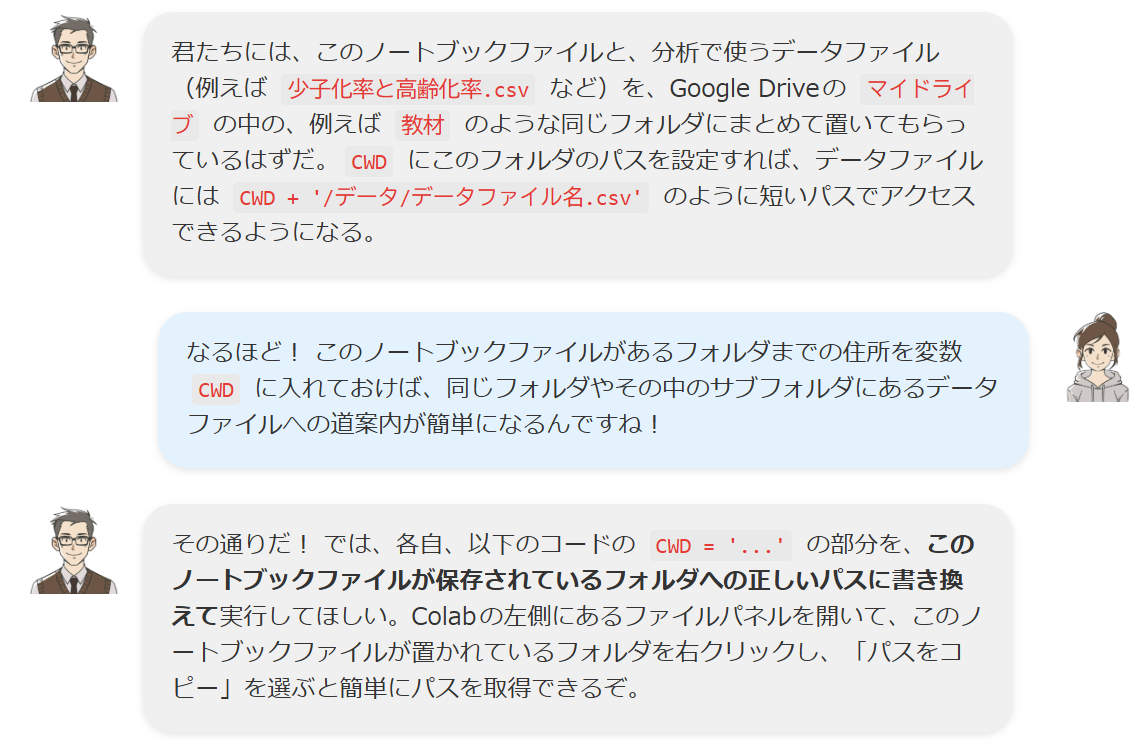 君たちには、このノートブックファイルと、分析で使うデータファイル
（例えば 少子化率と高齢化率.csv など）を、Google Driveの マイドライ
ブ の中の、例えば 教材 のような同じフォルダにまとめて置いてもらっ
ているはずだ。 CWD にこのフォルダのパスを設定すれば、データファイル
には CWD + '/データ/データファイル名.csv' のように短いパスでアクセス
できるようになる。
なるほど！ このノートブックファイルがあるフォルダまでの住所を変数
CWD に入れておけば、同じフォルダやその中のサブフォルダにあるデータ
ファイルへの道案内が簡単になるんですね！
その通りだ！ では、各自、以下のコードの CWD = '...' の部分を、この
ノートブックファイルが保存されているフォルダへの正しいパスに書き換
えて実行してほしい。Colabの左側にあるファイルパネルを開いて、このノ
ートブックファイルが置かれているフォルダを右クリックし、「パスをコ
ピー」を選ぶと簡単にパスを取得できるぞ。